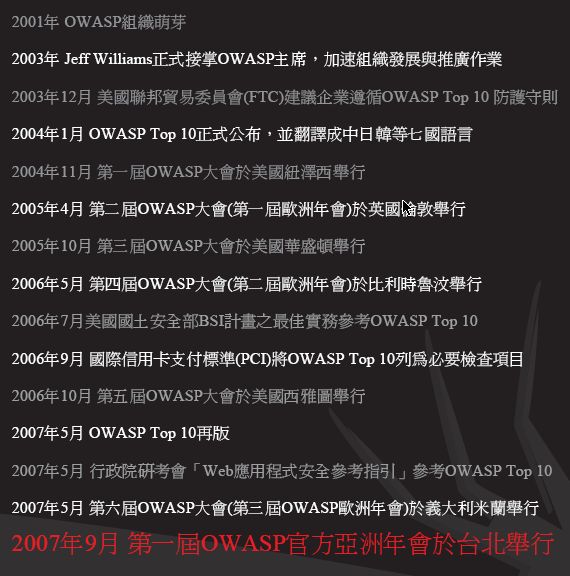 2001年 OWASP組織萌芽
2003年 Jeff Williams正式接掌OWASP主席，加速組織發展與推廣作業
2003年12月 美國聯邦貿易委員會(FTC)建議企業遵循OWASP Top 10 防護守則
2004年1月 OWASP Top 10正式公布，並翻譯成中日韓等七國語言
2004年11月 第一屆OWASP大會於美國紐澤西舉行
2005年4月 第二屆OWASP大會(第一屆歐洲年會)於英國倫敦舉行
2005年10月 第三屆OWASP大會於美國華盛頓舉行
2006年5月 第四屆OWASP大會(第二屆歐洲年會)於比利時魯汶舉行
2006年7月美國國土安全部BSI計畫之最佳實務參考OWASP Top 10
2006年9月 國際信用卡支付標準(PCI)將OWASP Top 10列為必要檢查項目
2006年10月 第五屆OWASP大會於美國西雅圖舉行
2007年5月 OWASP Top 10再版
2007年5月 行政院研考會「Web應用程式安全參考指引」參考OWASP Top 10
2007年5月 第六屆OWASP大會(第三屆OWASP歐洲年會)於義大利米蘭舉行
2007年9月 第一屆OWASP官方亞洲年會於台北舉行